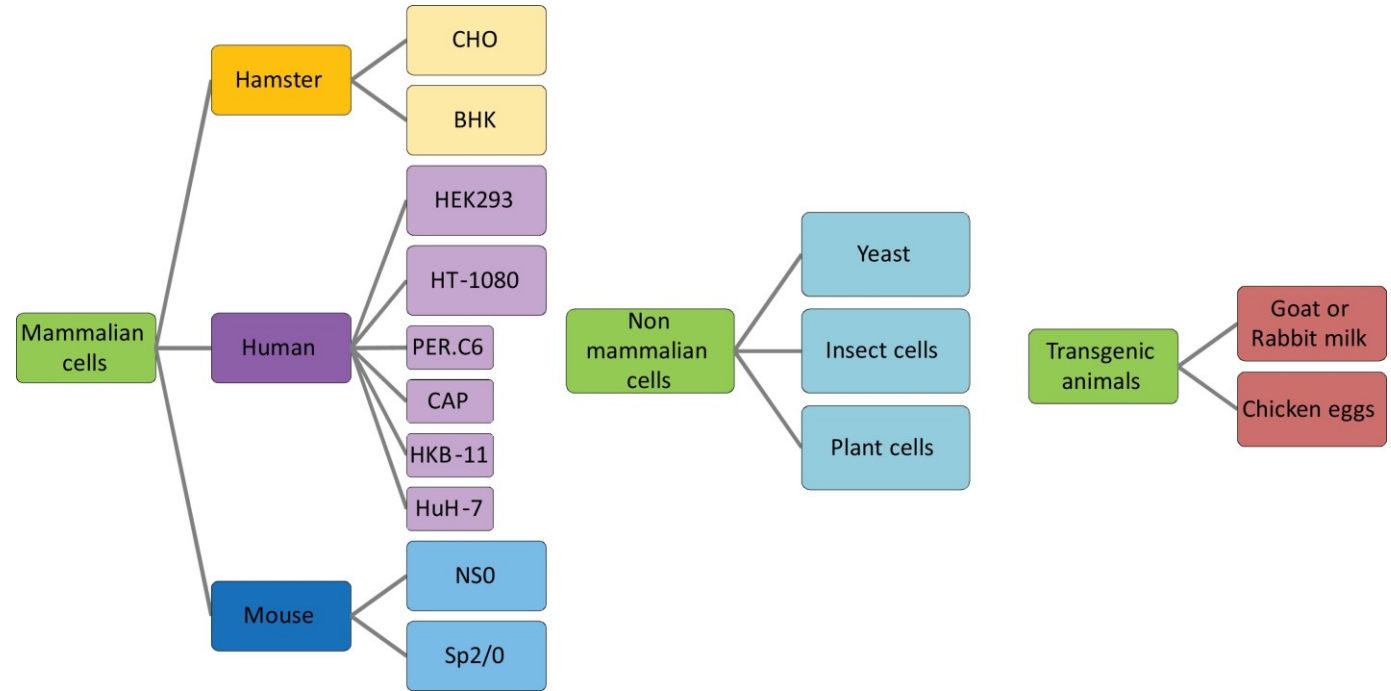 Mammalian
cells
Hamster
CHO
BHK
Human
HEK293
HT-1080
PER.C6
CAP
HKB-11
HuH-7
Mouse
NS0
Sp2/0
Non
mammalian
cells
Yeast
Insect cells
Plant cells
Transgenic
animals
Goat or
Rabbit milk
Chicken eggs